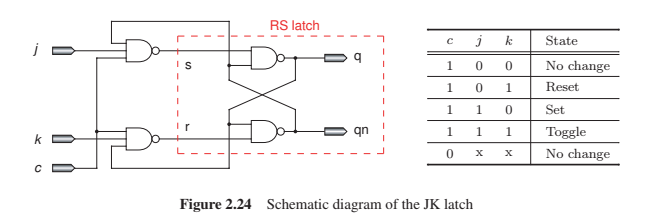 RS latch
j
s
q
k
r
qn
c
c j k State
1 0 0 No change
1 0 1 Reset
1 1 0 Set
1 1 1 Toggle
0 x x No change
Figure 2.24 Schematic diagram of the JK latch